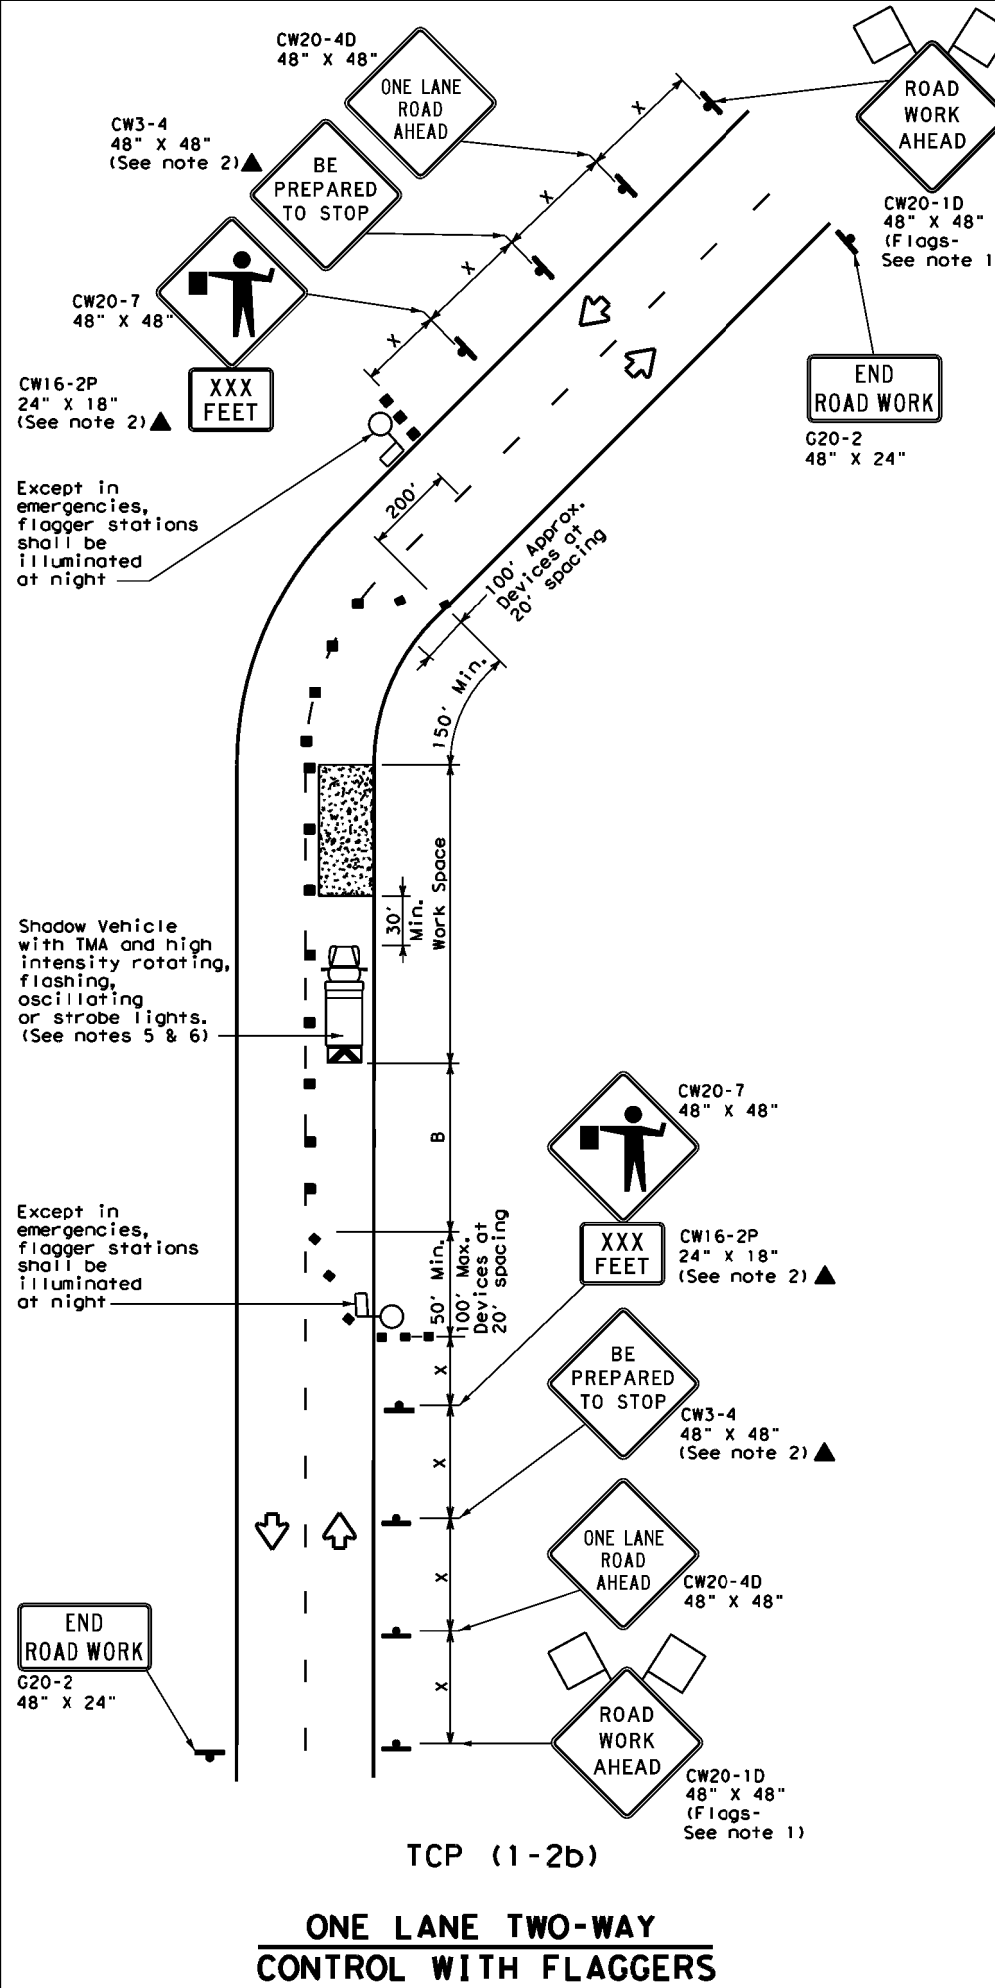 CW20-4D
48" X 48"
ONE LANE
ROAD
AHEAD
ROAD
WORK
AHEAD
CW20-1D
48" X 48"
(Flags-
See note 1
CW3-4
48" X 48"
(See note 2)
BE
PREPARED
TO STOP
X
X
X
X
CW20-7
48" X 48"
CW16-2P
24" X 18"
(See note 2)
XXX
FEET
END
ROAD WORK
G20-2
48" X 24"
Except in
emergencies,
flagger stations
shall be
illuminated
at night
200'
100' Approx.
Devices at
20' spacing
150' Min.
Work Space
30'
Min.
Shadow Vehicle
with TMA and high
intensity rotating,
flashing,
oscillating
or strobe lights.
(See notes 5 & 6)
B
CW20-7
48" X 48"
XXX
FEET
CW16-2P
24" X 18"
(See note 2)
Except in
emergencies,
flagger stations
shall be
illuminated
at night
50' Min.
100' Max.
Devices at
20' spacing
X
BE
PREPARED
TO STOP
CW3-4
48" X 48"
(See note 2)
X
ONE LANE
ROAD
AHEAD
CW20-4D
48" X 48"
X
END
ROAD WORK
G20-2
48" X 24"
X
ROAD
WORK
AHEAD
CW20-1D
48" X 48"
(Flags-
See note 1)
TCP (1-2b)
ONE LANE TWO-WAY
CONTROL WITH FLAGGERS